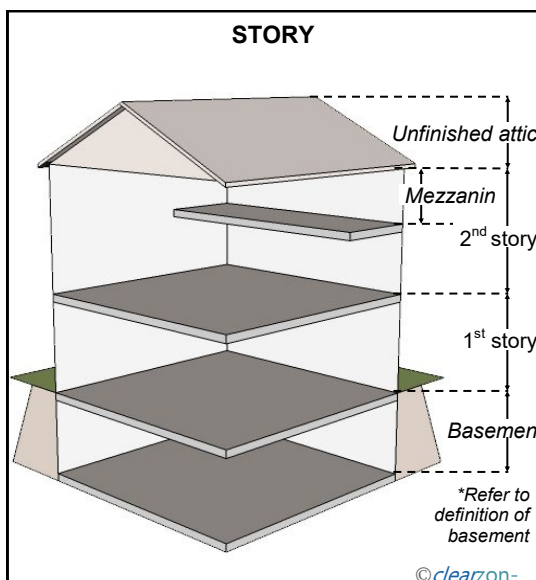 STORY
Unfinished attic
Mezzanin
2nd story
1st story
Basemen
*Refer to
definition of
basement
©clearzon-